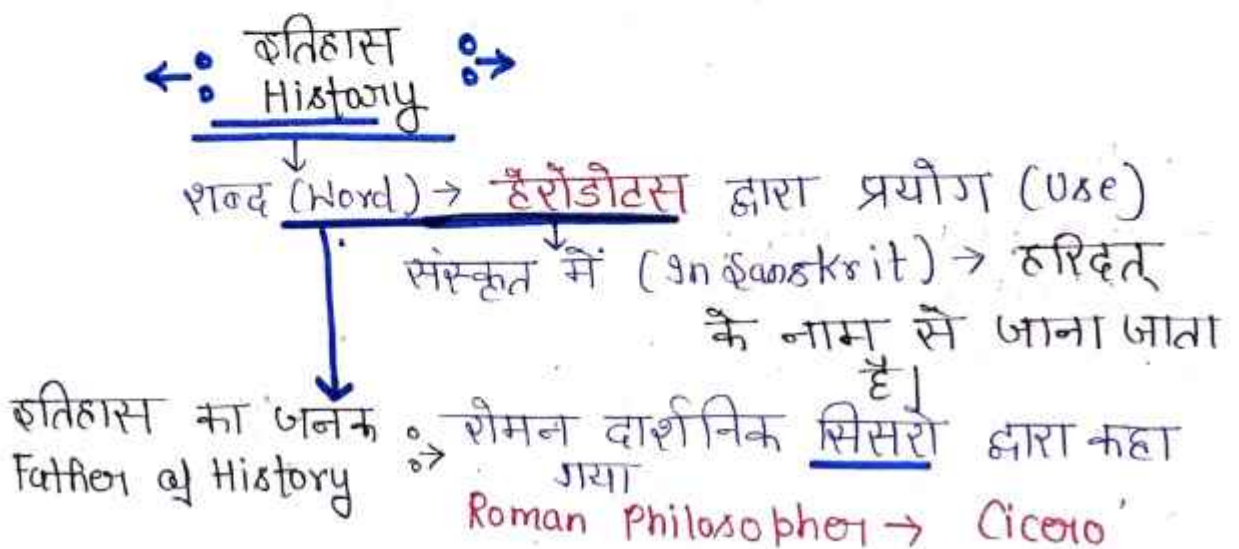 इतिहास
History
शब्द (Word) → हेरोडोटस द्वारा प्रयोग (Use)
संस्कृत में (In Sanskrit) → हरिदत्
के नाम से जाना जाता
है।
इतिहास का जनक :→ रोमन दार्शनिक सिसरो द्वारा कहा
Father of History गया
Roman Philosopher → Cicero